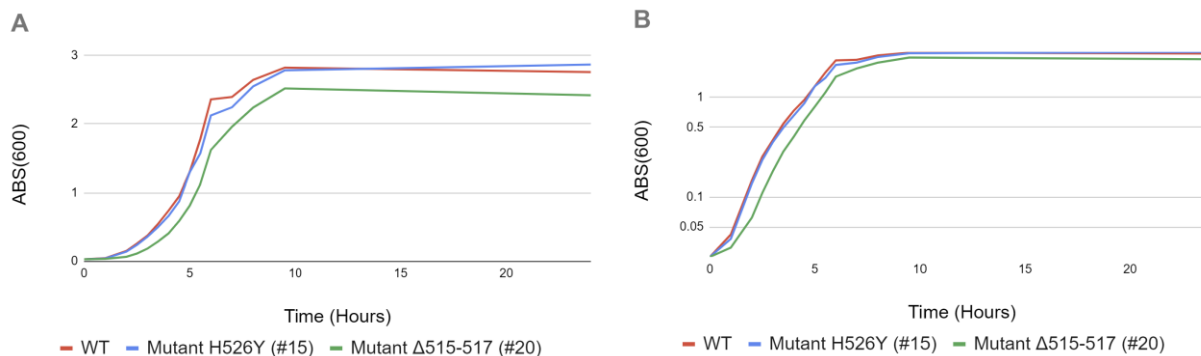 A
3
2
1
0
ABS(600)
0
5
10
15
20
Time (Hours)
WT
Mutant H526Y (#15)
Mutant Δ515-517 (#20)
B
1
0.5
0.1
0.05
ABS(600)
0
5
10
15
20
Time (Hours)
WT
Mutant H526Y (#15)
Mutant Δ515-517 (#20)